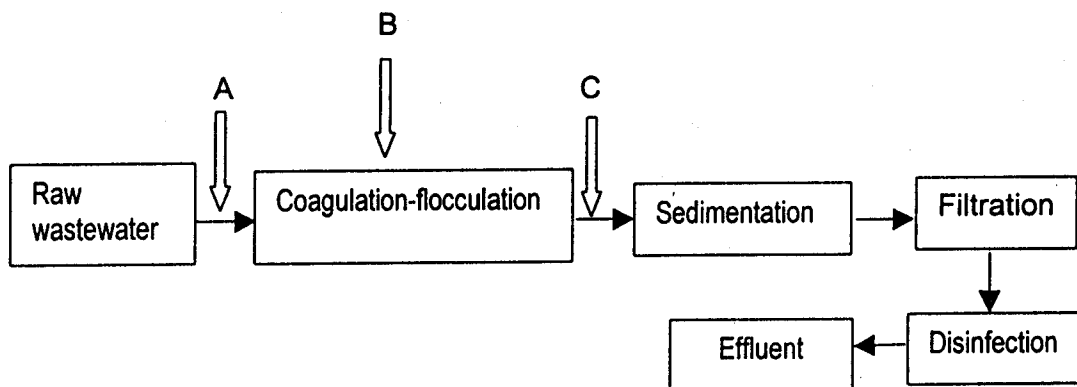 B
A
C
Raw
wastewater
Coagulation-flocculation
Sedimentation
Filtration
Effluent
Disinfection